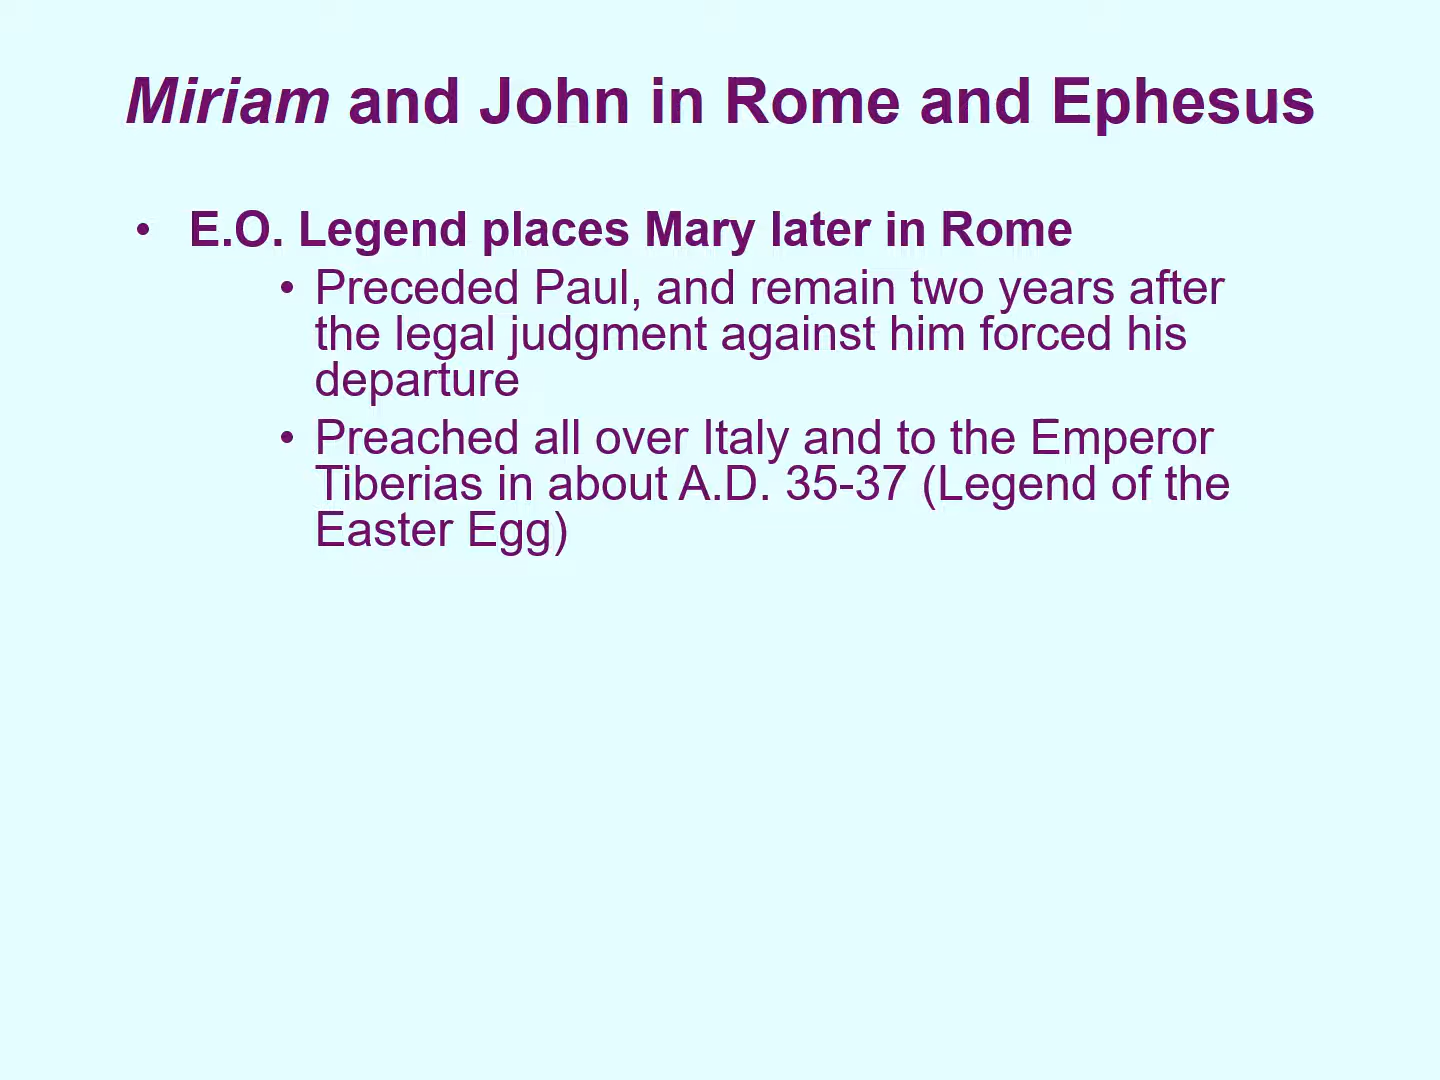 Miriam and John in Rome and Ephesus
• E.O. Legend places Mary later in Rome
• Preceded Paul, and remain two years after
the legal judgment against him forced his
departure
• Preached all over Italy and to the Emperor
Tiberias in about A.D. 35-37 (Legend of the
Easter Egg)